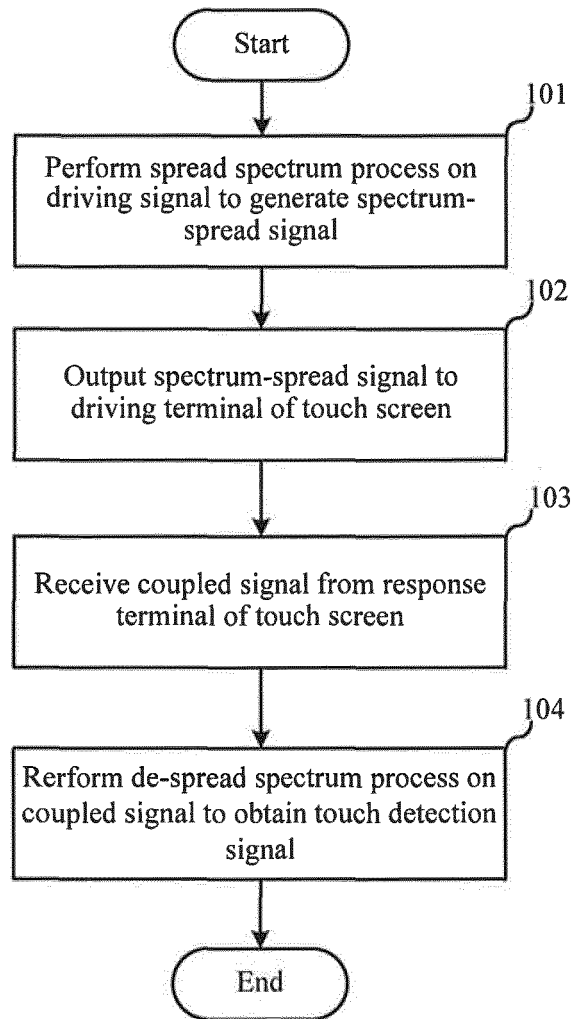 Start
101
Perform spread spectrum process on
driving signal to generate spectrum-
spread signal
102
Output spectrum-spread signal to
driving terminal of touch screen
103
Receive coupled signal from response
terminal of touch screen
104
Rerform de-spread spectrum process on
coupled signal to obtain touch detection
signal
End